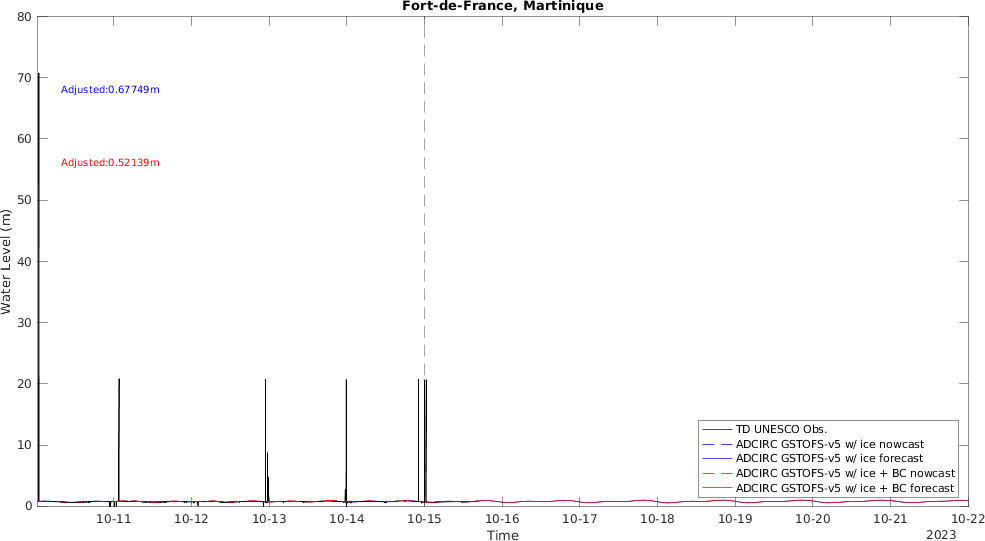 Fort-de-France, Martinique
80
70
60
50
40
30
20
10
0
Water Level (m)
Adjusted:0.67749m
Adjusted:0.52139m
TD UNESCO Obs.
ADCIRC GSTOFS-v5 w/ ice nowcast
ADCIRC GSTOFS-v5 w/ ice forecast
ADCIRC GSTOFS-v5 w/ ice + BC nowcast
ADCIRC GSTOFS-v5 w/ ice + BC forecast
10-11 10-12 10-13 10-14 10-15 10-16 10-17 10-18 10-19 10-20 10-21 10-22
Time
2023